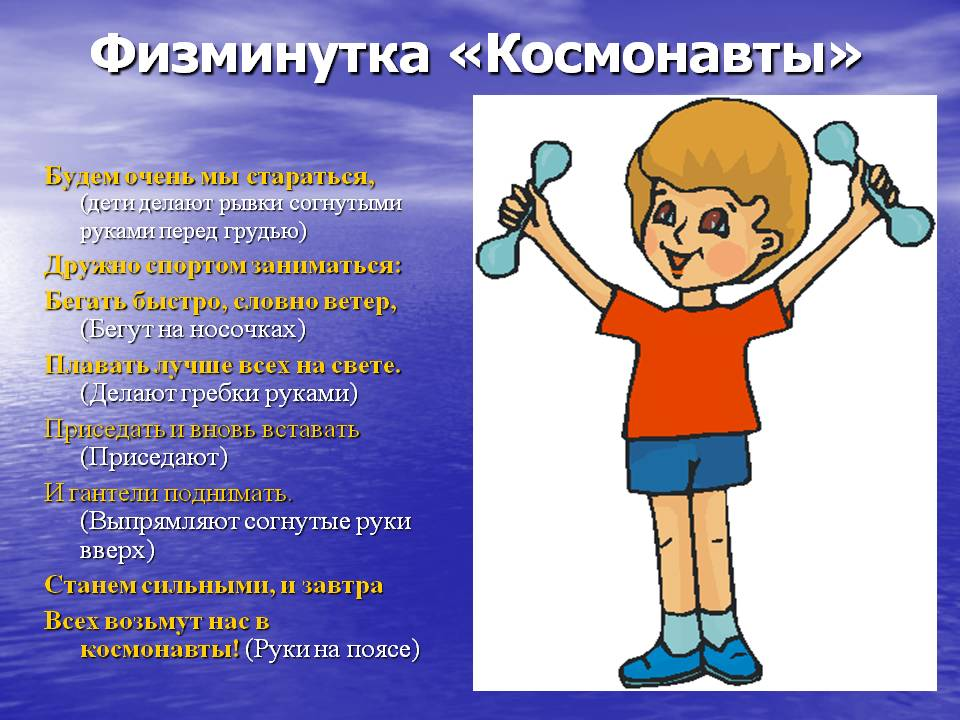 Физминутка «Космонавты»
Будем очень мы стараться,
(дети делают рывки согнутыми
руками перед грудью)
Дружно спортом заниматься:
Бегать быстро, словно ветер,
(Бегут на носочках)
Плавать лучше всех на свете.
(Делают гребки руками)
Приседать и вновь вставать
(Приседают)
И гантели поднимать.
(Выпрямляют согнутые руки
вверх)
Станем сильными, и завтра
Всех возьмут нас в
космонавты! (Руки на поясе)